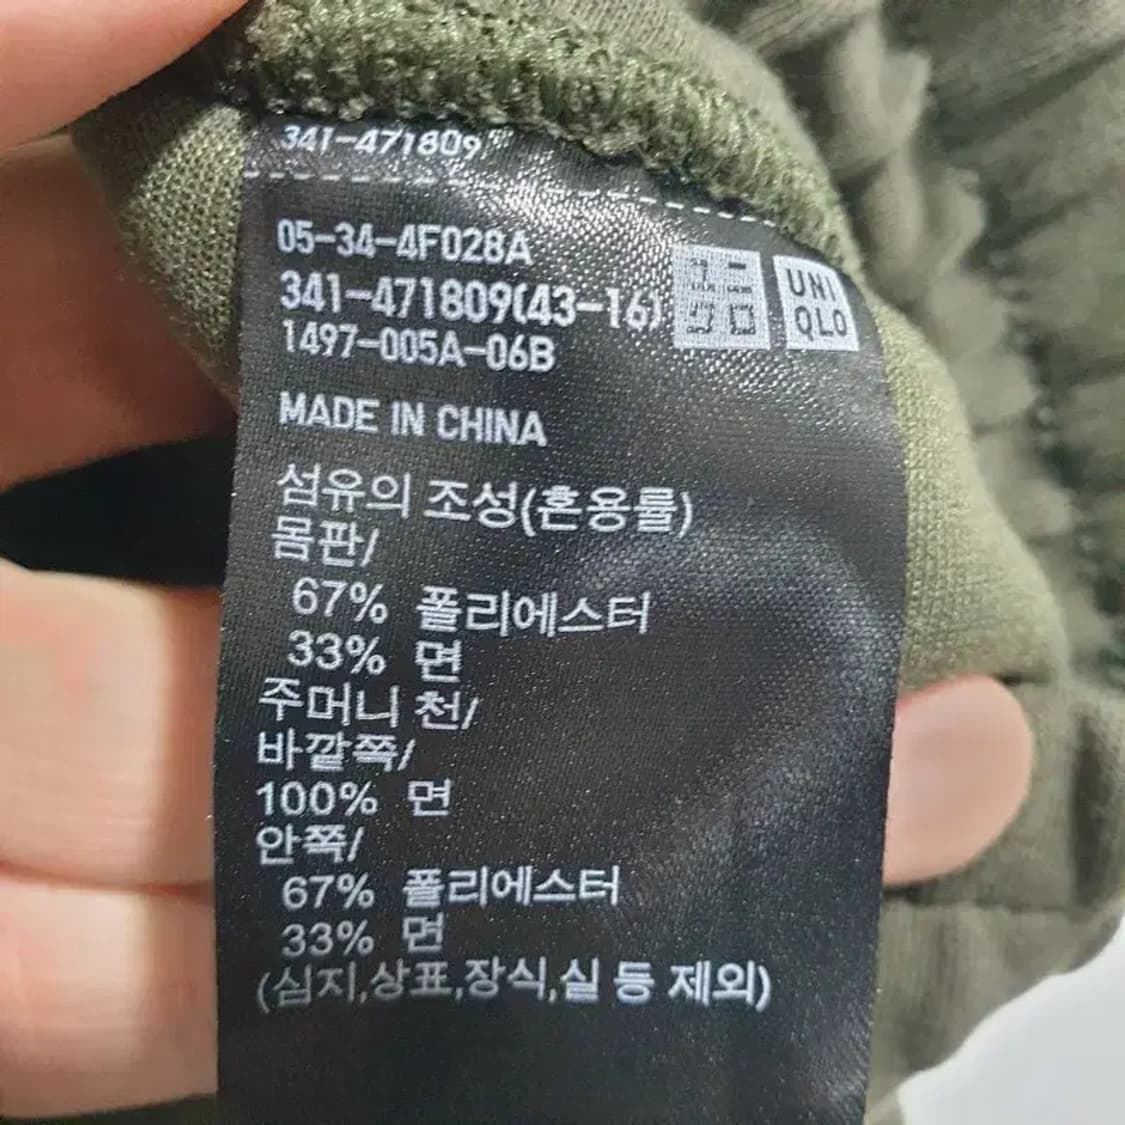 341-471809
05-34-4F028A
341-471809(43-16)
1497-005A-06B
ユニ
クロ
UNI
QLO
MADE IN CHINA
섬유의 조성(혼용률)
몸판/
67% 폴리에스터
33% 면
주머니 천/
바깥쪽/
100% 면
안쪽/
67% 폴리에스터
33% 면
(심지,상표,장식,실 등 제외)